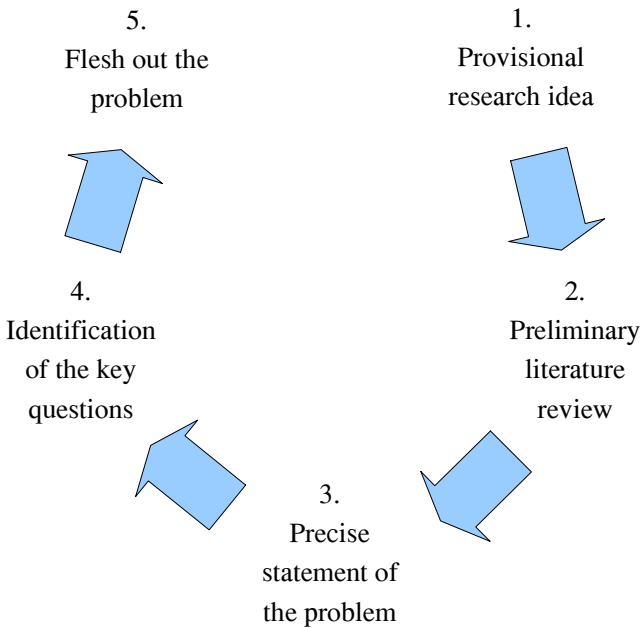 1.
Provisional
research idea
2.
Preliminary
literature
review
3.
Precise
statement of
the problem
4.
Identification
of the key
questions
5.
Flesh out the
problem